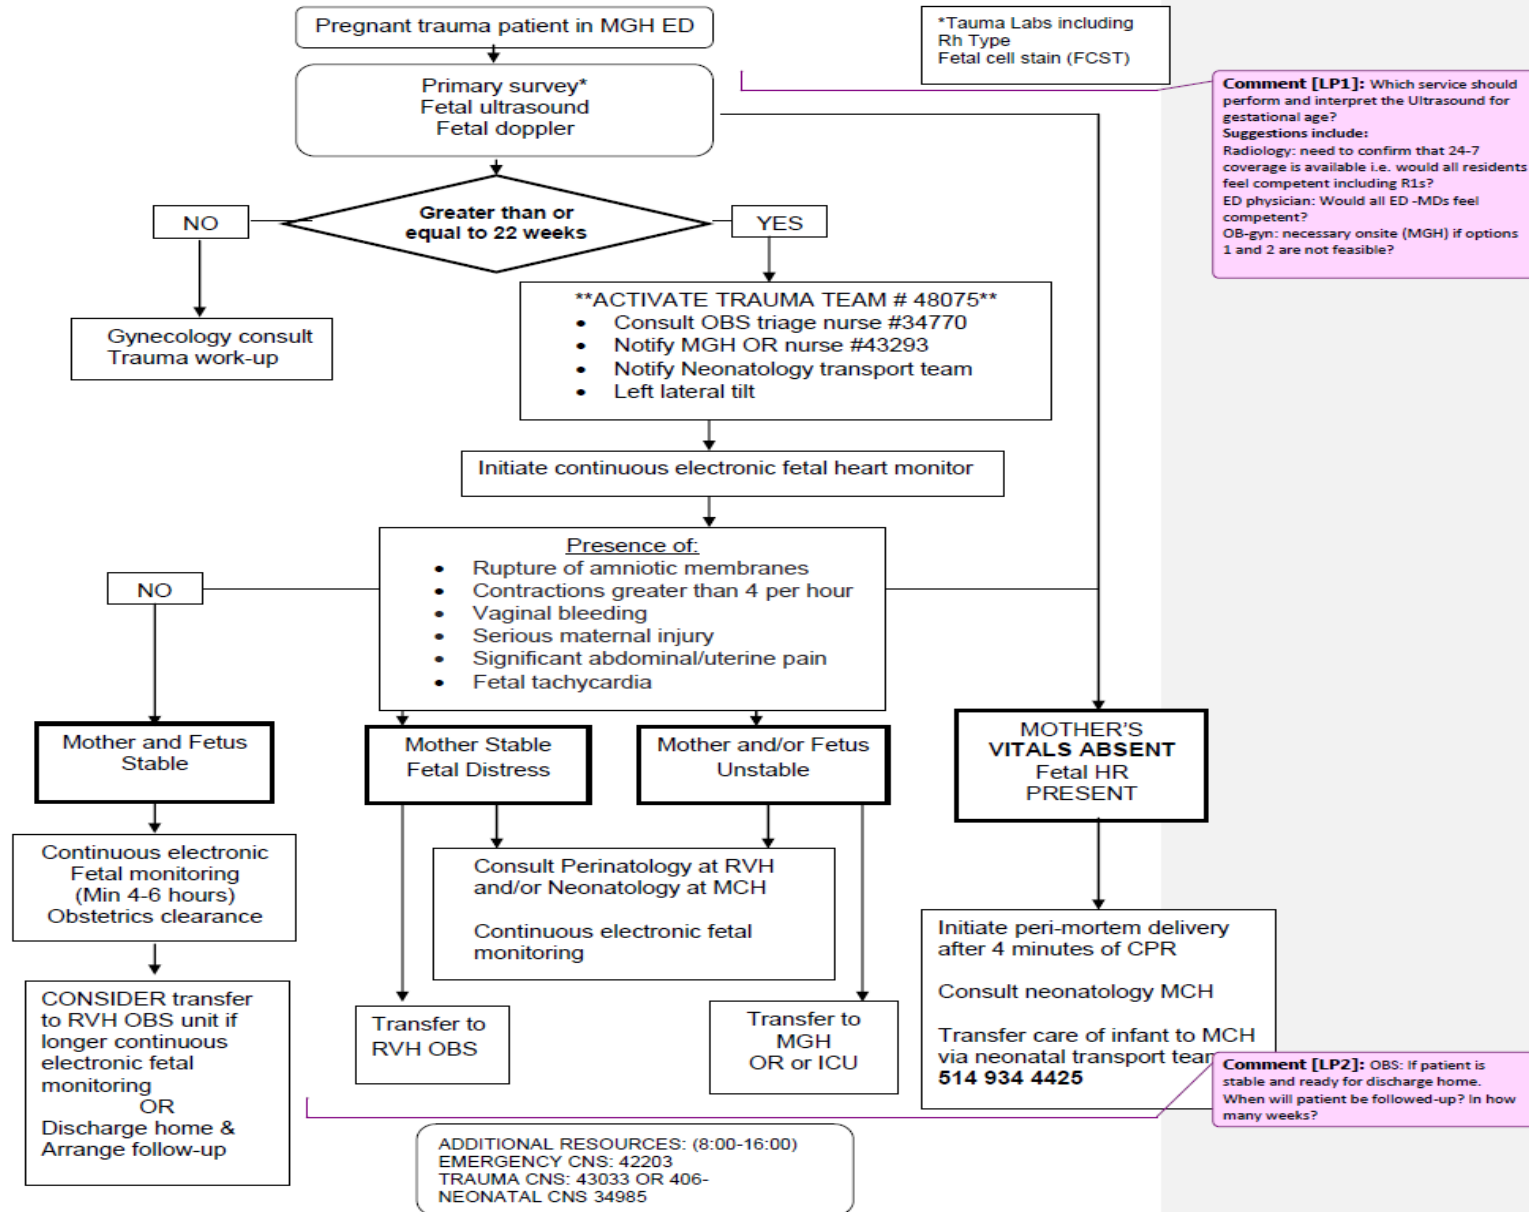 Pregnant trauma patient in MGH ED
*Tauma Labs including
Rh Type
Fetal cell stain (FCST)
Primary survey*
Fetal ultrasound
Fetal doppler
Comment [LP1]: Which service should
perform and interpret the Ultrasound for
gestational age?
Suggestions include:
Radiology: need to confirm that 24-7
coverage is available i.e. would all residents
feel competent including R1s?
ED physician: Would all ED -MDs feel
competent?
OB-gyn: necessary onsite (MGH) if options
1 and 2 are not feasible?
NO
Greater than or
equal to 22 weeks
YES
Gynecology consult
Trauma work-up
**ACTIVATE TRAUMA TEAM # 48075**
• Consult OBS triage nurse #34770
• Notify MGH OR nurse #43293
• Notify Neonatology transport team
• Left lateral tilt
Initiate continuous electronic fetal heart monitor
Presence of:
• Rupture of amniotic membranes
• Contractions greater than 4 per hour
• Vaginal bleeding
• Serious maternal injury
• Significant abdominal/uterine pain
• Fetal tachycardia
NO
Mother and Fetus
Stable
Mother Stable
Fetal Distress
Mother and/or Fetus
Unstable
MOTHER'S
VITALS ABSENT
Fetal HR
PRESENT
Continuous electronic
Fetal monitoring
(Min 4-6 hours)
Obstetrics clearance
Consult Perinatology at RVH
and/or Neonatology at MCH
Continuous electronic fetal
monitoring
Initiate peri-mortem delivery
after 4 minutes of CPR
Consult neonatology MCH
Transfer care of infant to MCH
via neonatal transport team
514 934 4425
CONSIDER transfer
to RVH OBS unit if
longer continuous
electronic fetal
monitoring
OR
Discharge home &
Arrange follow-up
Transfer to
RVH OBS
Transfer to
MGH
OR or ICU
Comment [LP2]: OBS: If patient is
stable and ready for discharge home.
When will patient be followed-up? In how
many weeks?
ADDITIONAL RESOURCES: (8:00-16:00)
EMERGENCY CNS: 42203
TRAUMA CNS: 43033 OR 406-
NEONATAL CNS 34985